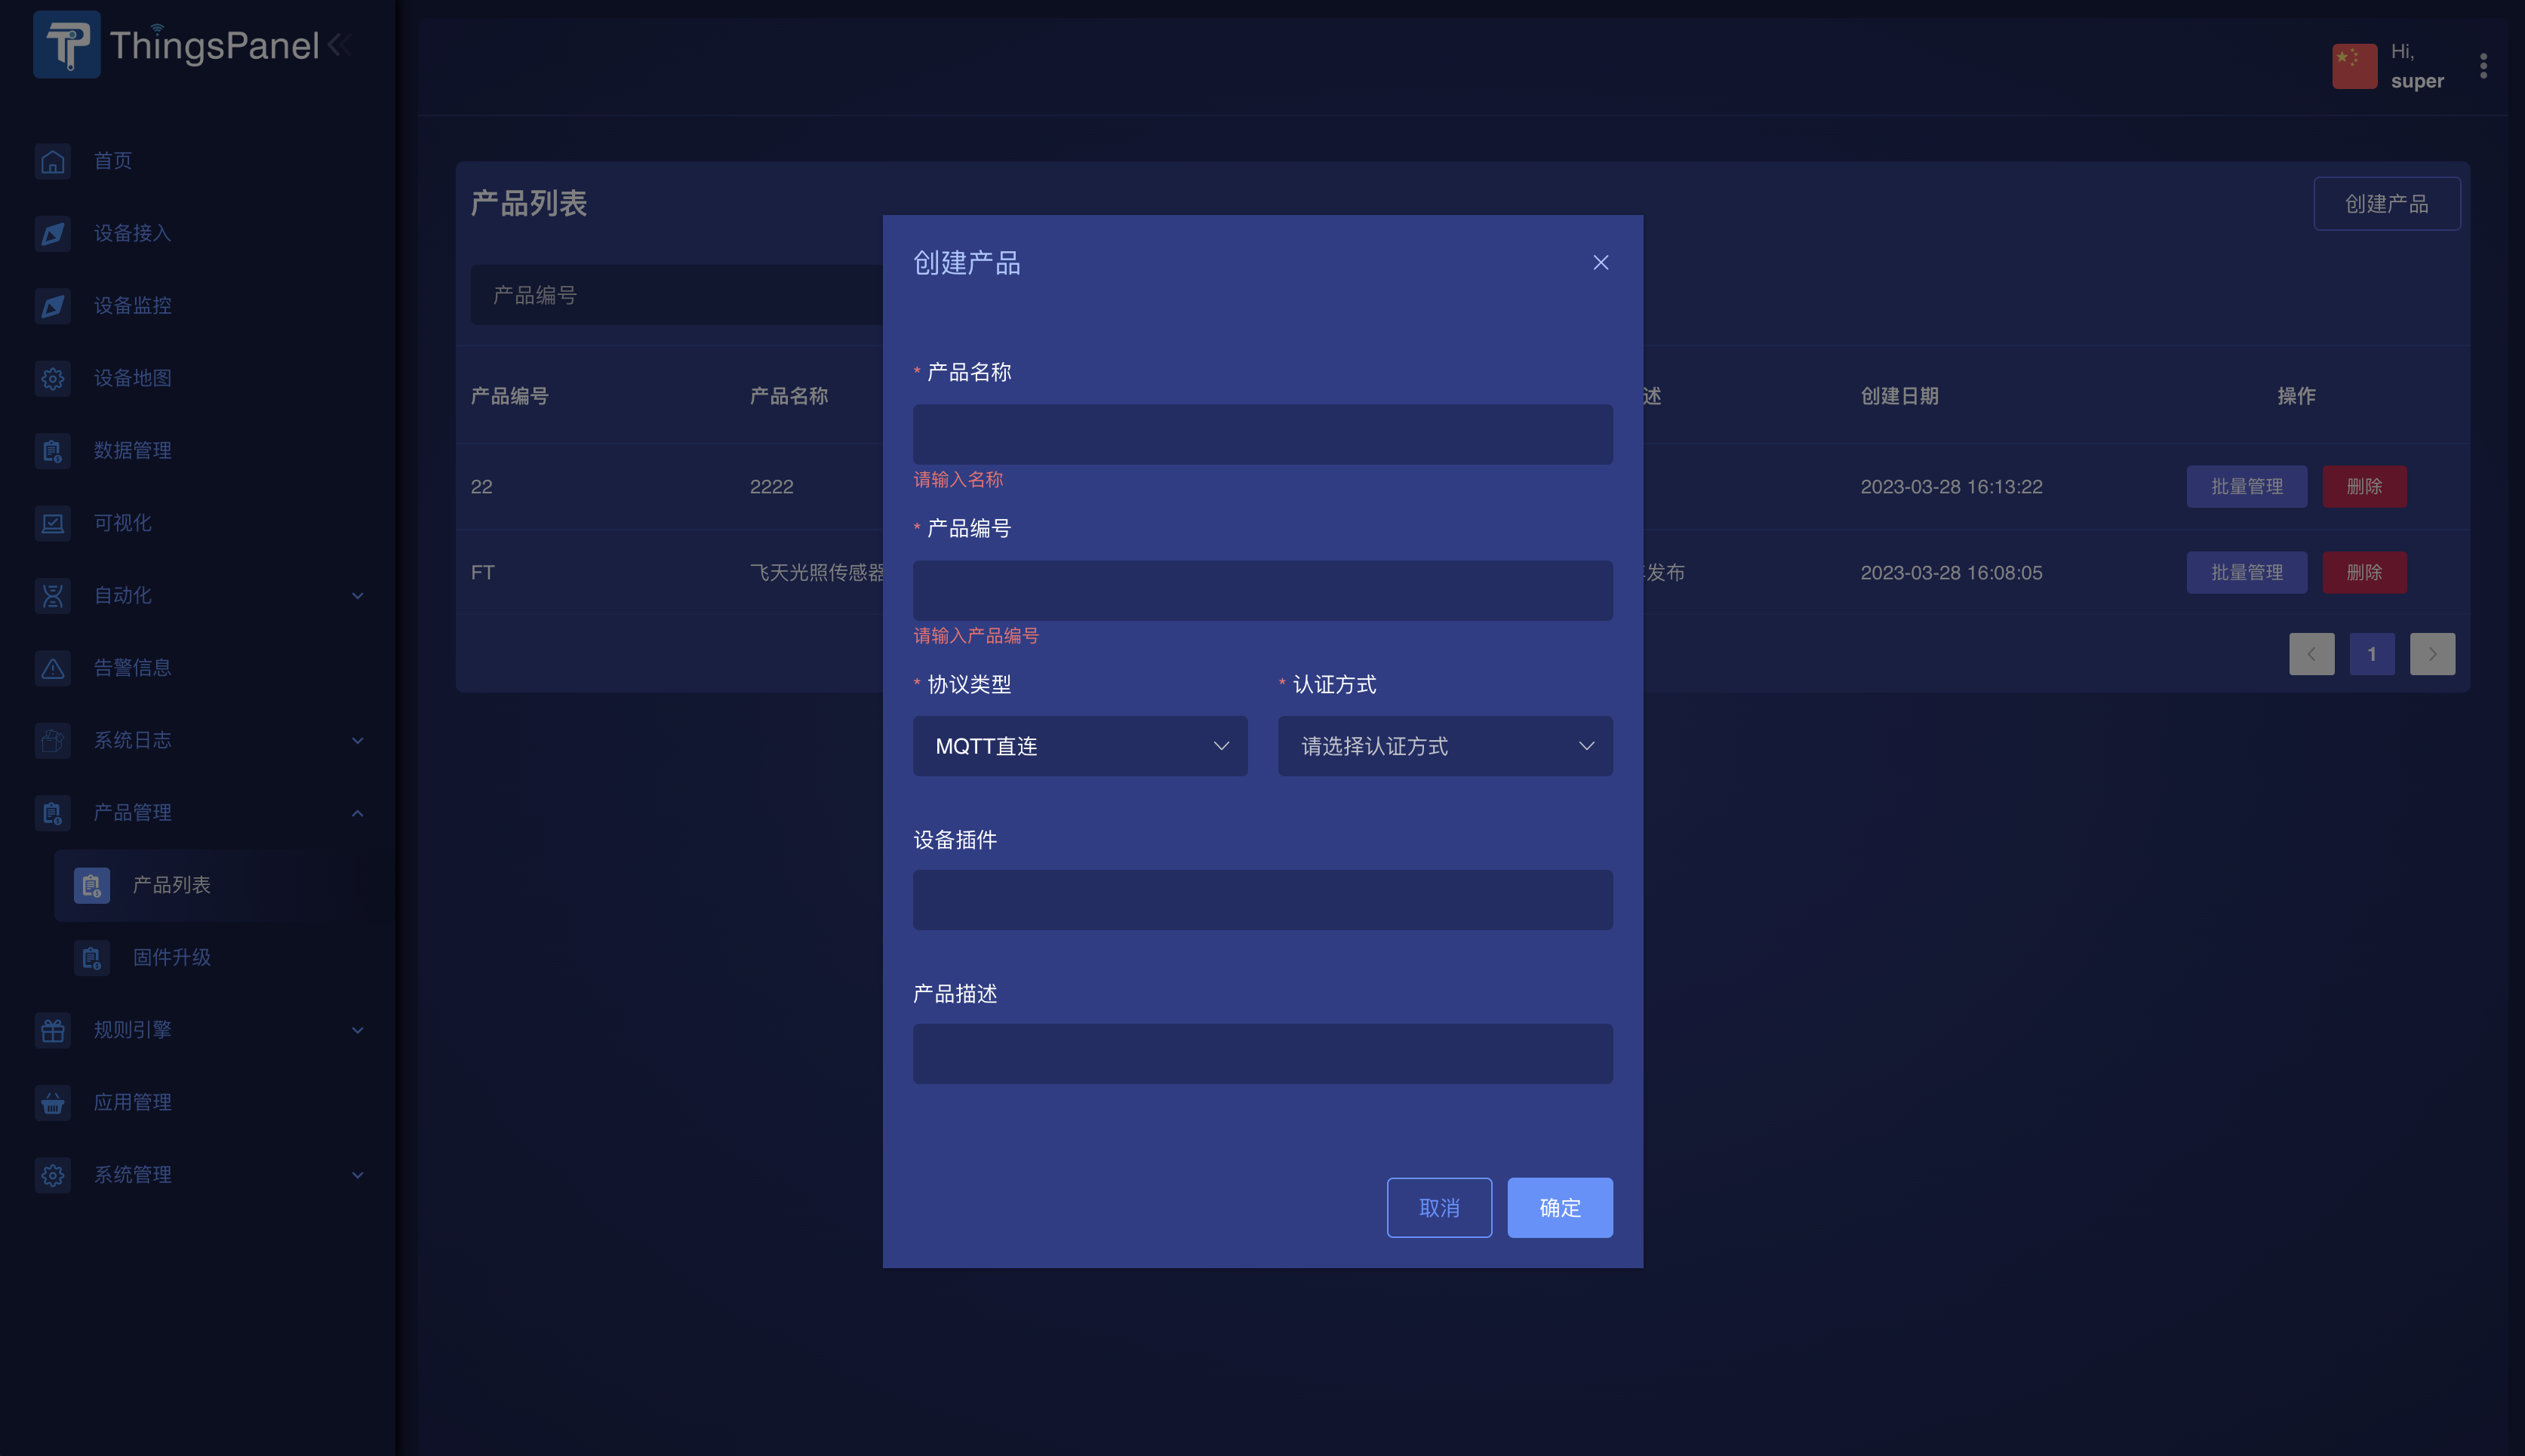 ThingsPanel
Hi,
super
首页
设备接入
设备监控
设备地图
数据管理
可视化
自动化
告警信息
系统日志
产品管理
产品列表
固件升级
规则引擎
应用管理
系统管理
产品列表
创建产品
产品编号
产品编号 产品名称 述 创建日期 操作
22 2222 2023-03-28 16:13:22 批量管理 删除
FT 飞天光照传感器 发布 2023-03-28 16:08:05 批量管理 删除
1
创建产品
* 产品名称
请输入名称
* 产品编号
请输入产品编号
* 协议类型 * 认证方式
MQTT直连 请选择认证方式
设备插件
产品描述
取消 确定